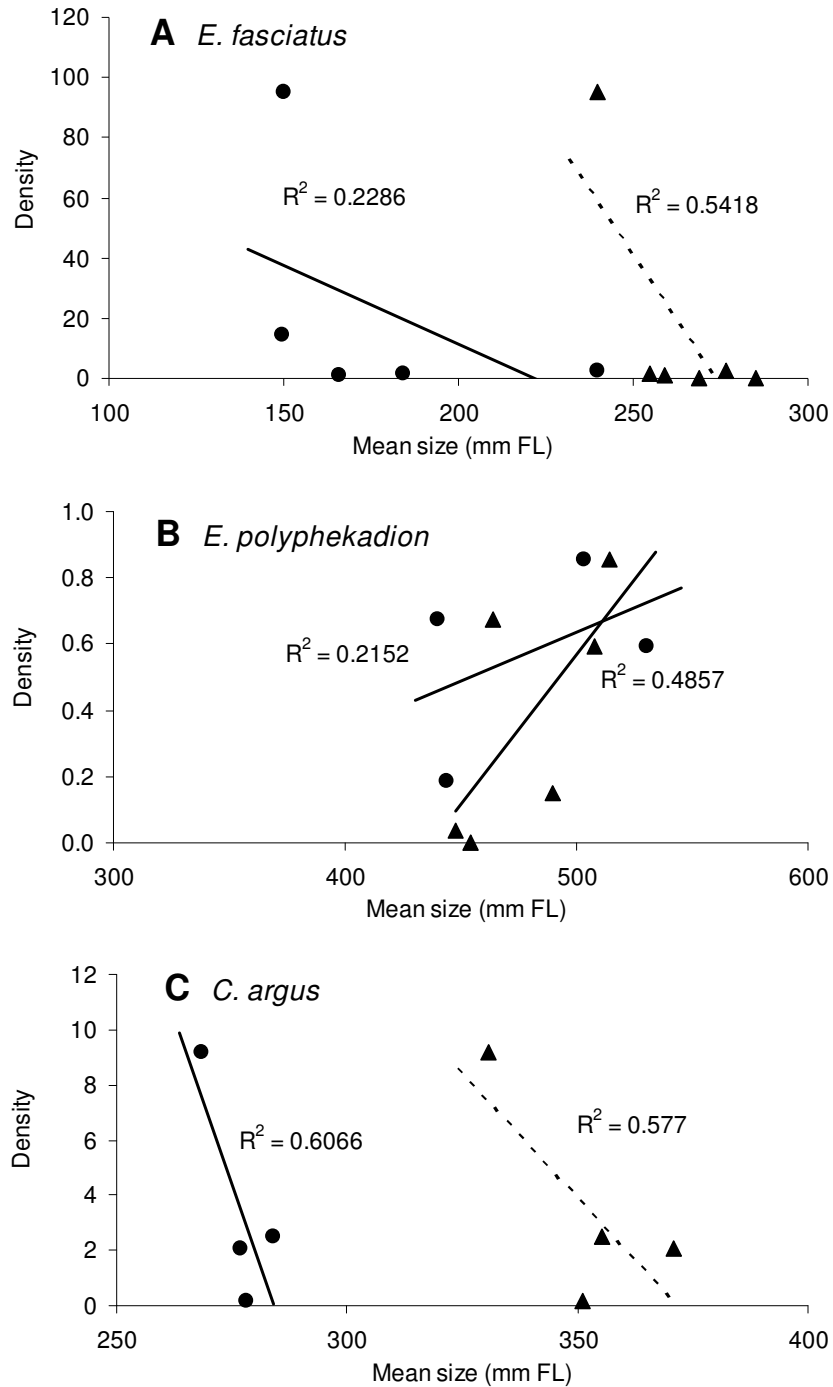 A E. fasciatus
120
100
80
60
40
20
0
Density
R² = 0.2286
R² = 0.5418
100 150 200 250 300
Mean size (mm FL)
B E. polyphekadion
1.0
0.8
0.6
0.4
0.2
0.0
Density
R² = 0.2152
R² = 0.4857
300 400 500 600
Mean size (mm FL)
C C. argus
12
10
8
6
4
2
0
Density
R² = 0.6066
R² = 0.577
250 300 350 400
Mean size (mm FL)